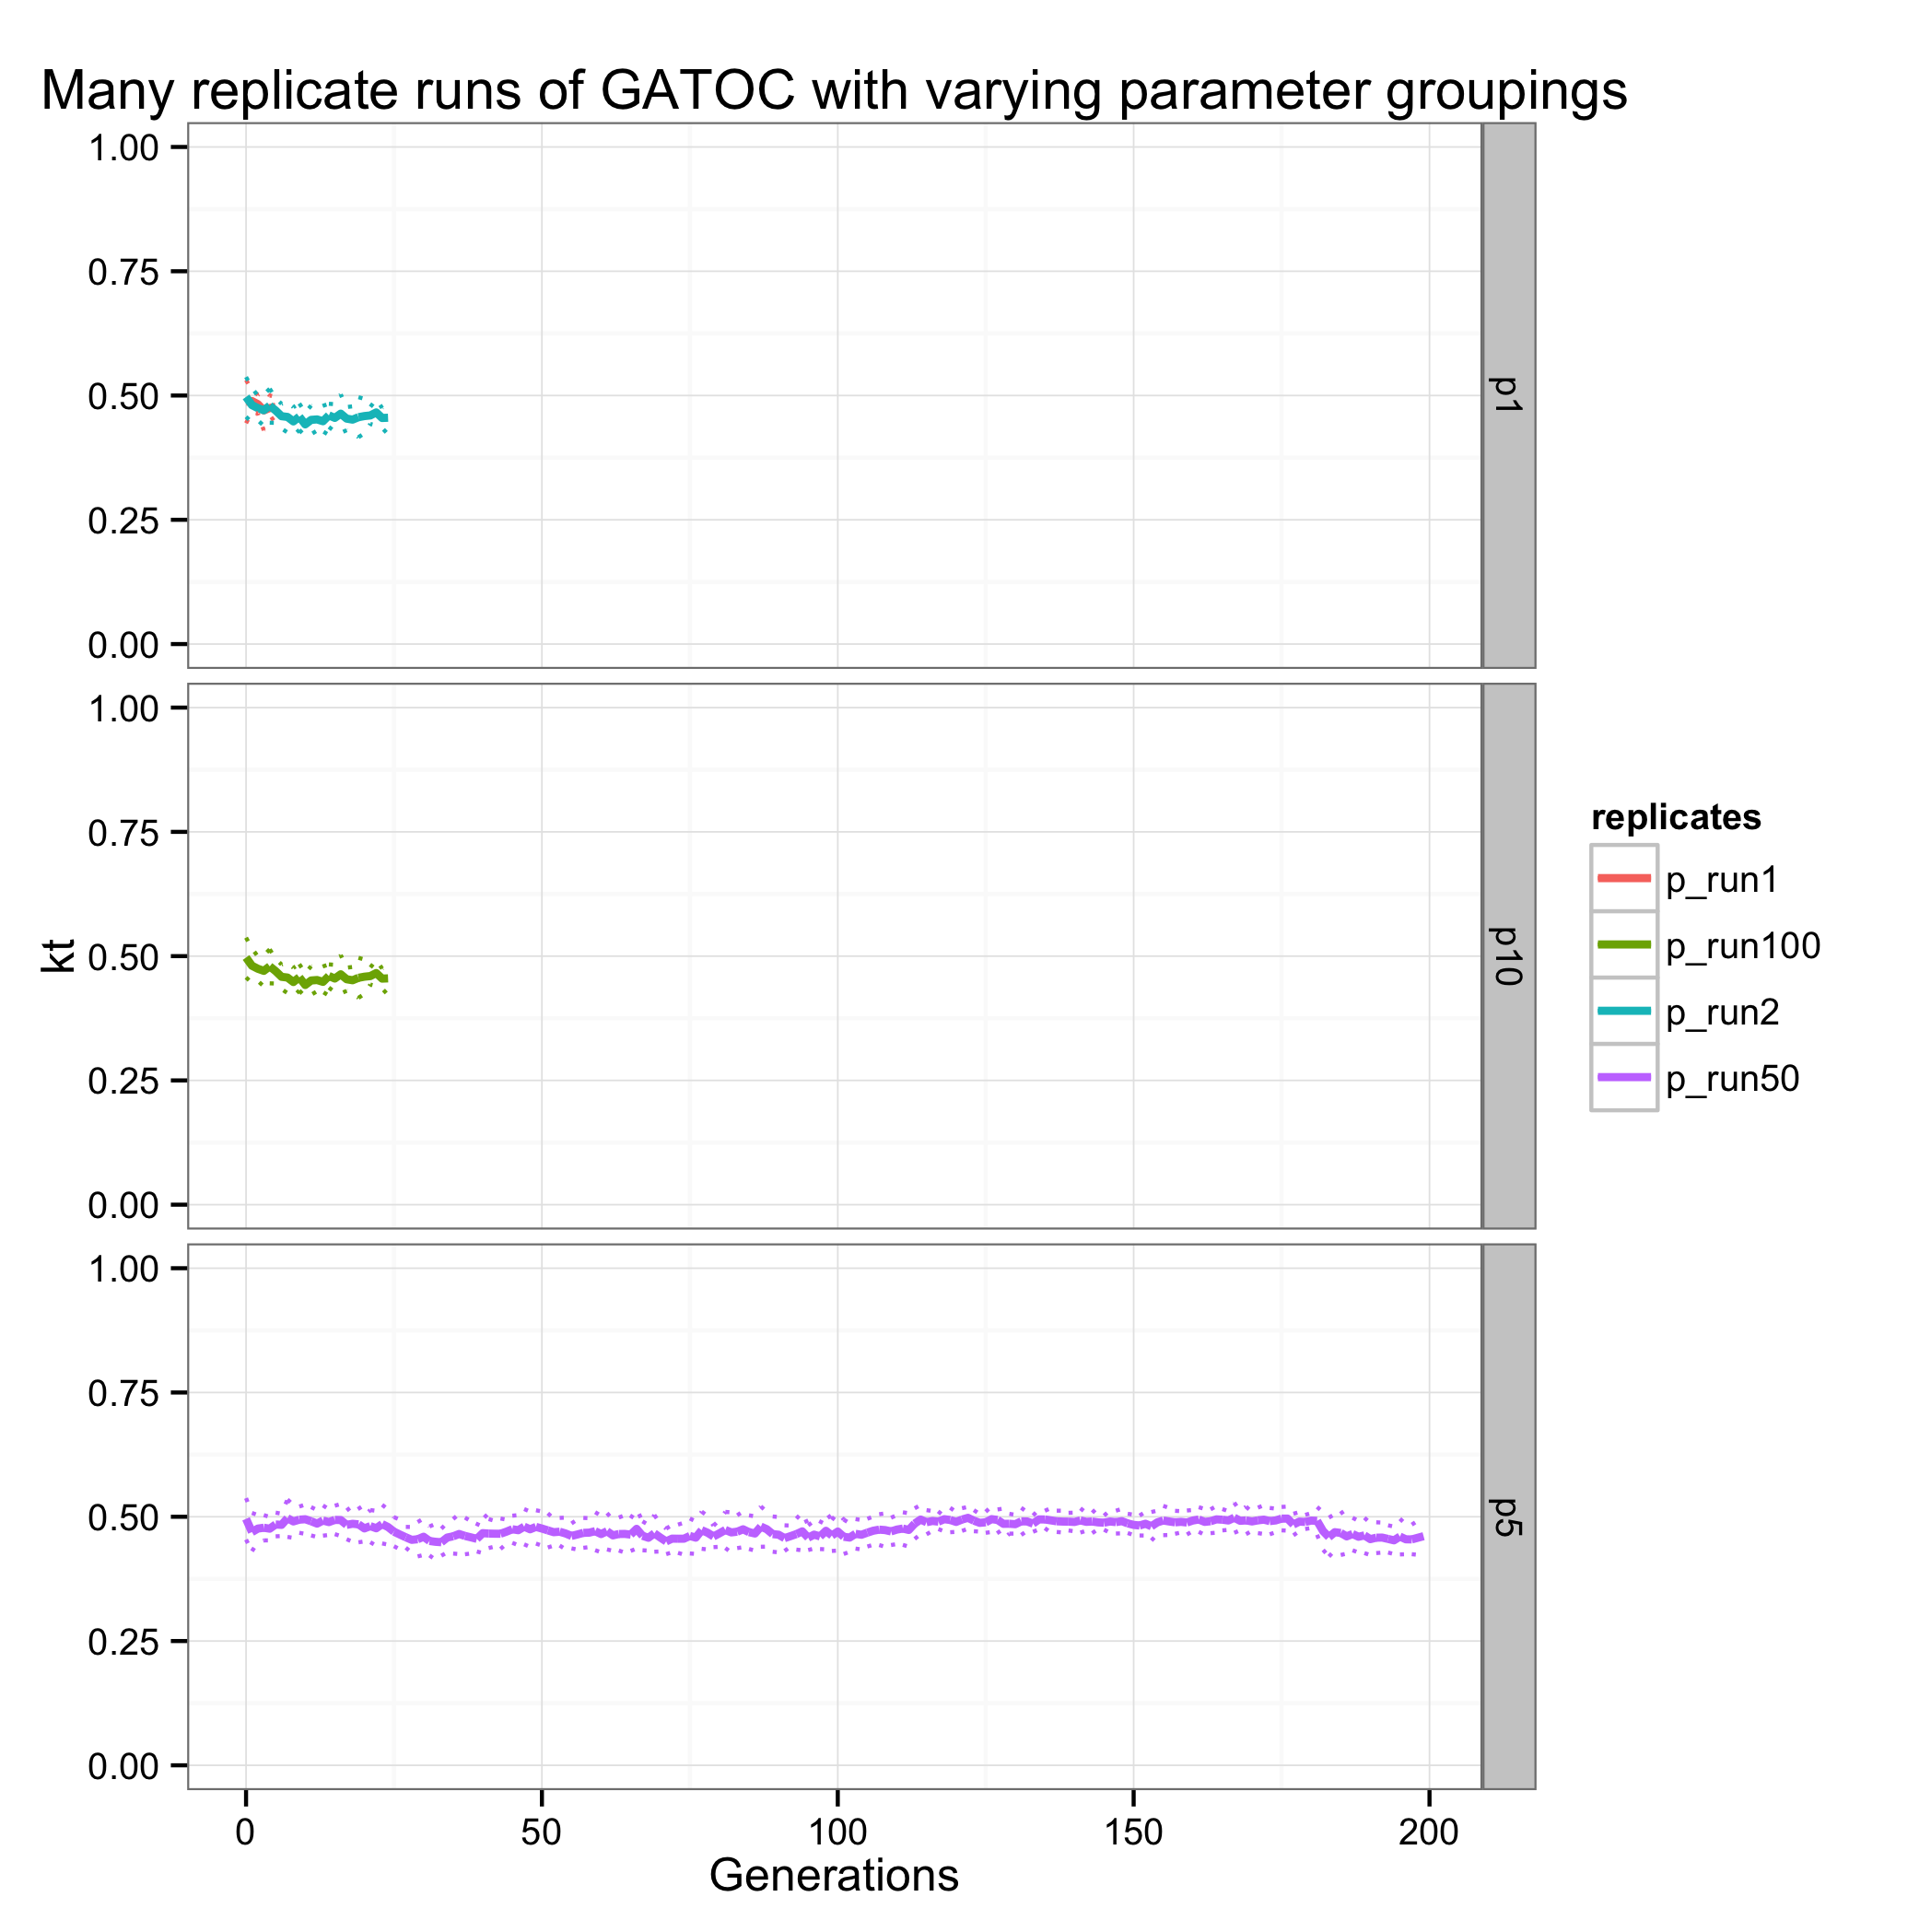 Many replicate runs of GATOC with varying parameter groupings
1.00
0.75
0.50
0.25
0.00
p1
1.00
0.75
0.50
0.25
0.00
p10
kt
1.00
0.75
0.50
0.25
0.00
p5
0 50 100 150 200
Generations
replicates
p_run1
p_run100
p_run2
p_run50